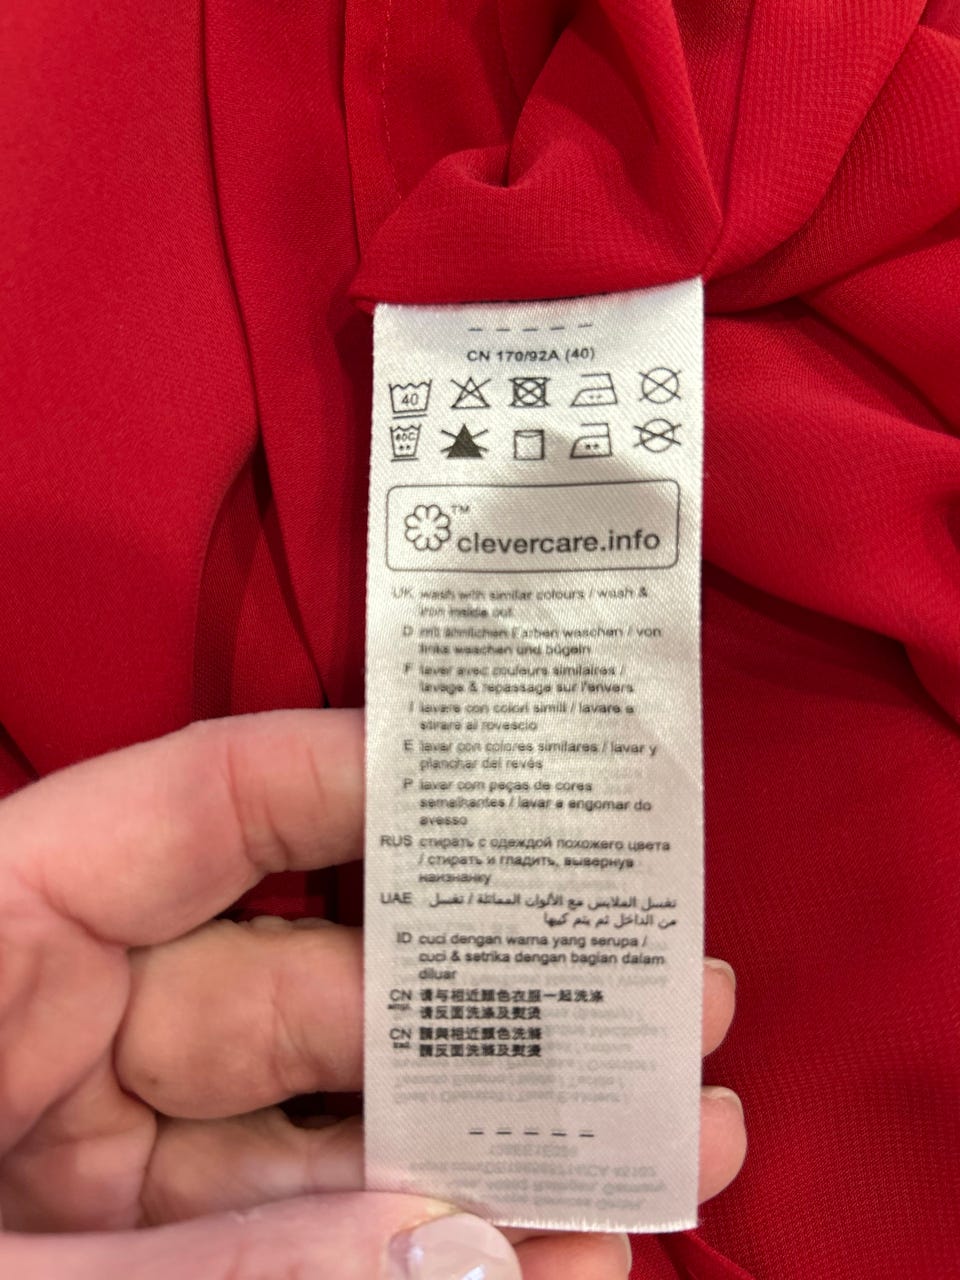 CN 170/92A (40)
40
40C
TM
clevercare.info
UK wash with similar colours / wash &
iron inside out
D mit ähnlichen Farben waschen / von
links waschen und bügeln
F laver avec couleurs similaires /
lavage & repassage sur l'envers
I lavare con colori simili / lavare e
stirare al rovescio
E lavar con colores similares / lavar y
planchar del revés
P lavar com peças de cores
semelhantes / lavar e engomar do
avesso
RUS стирать с одеждой похожего цвета
/ стирать и гладить, вывернув
наизнанку
UAE تغسل الملابس مع الألوان المماثلة / تغسل
من الداخل ثم يتم كيها
ID cuci dengan warna yang serupa /
cuci & setrika dengan bagian dalam
diluar
CN 请与相近颜色衣服一起洗涤
请反面洗涤及熨烫
CN 請與相近顏色洗滌
trad. 請反面洗滌及熨燙